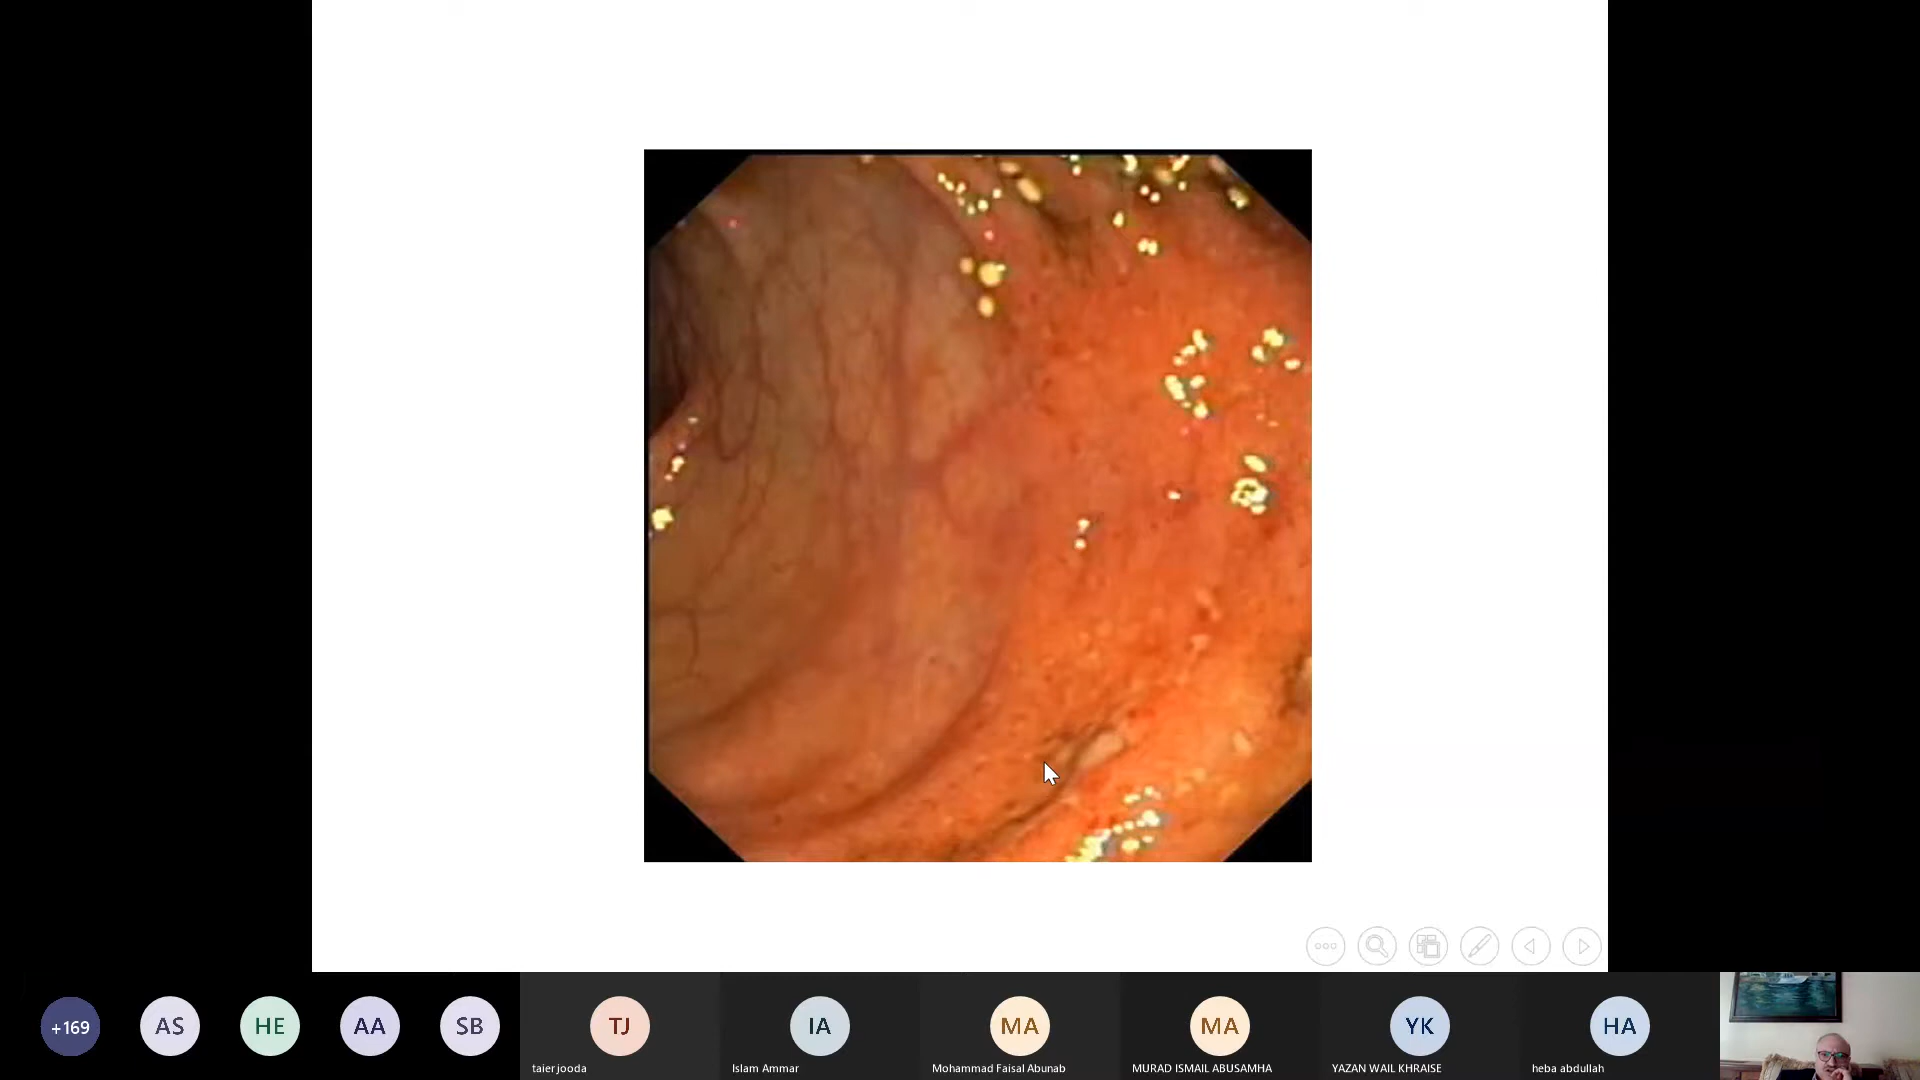 +169
AS
HE
AA
SB
TJ
IA
MA
MA
YK
HA
taier jooda
Islam Ammar
Mohammad Faisal Abunab
MURAD ISMAIL ABUSAMHA
YAZAN WAIL KHRAISE
heba abdullah